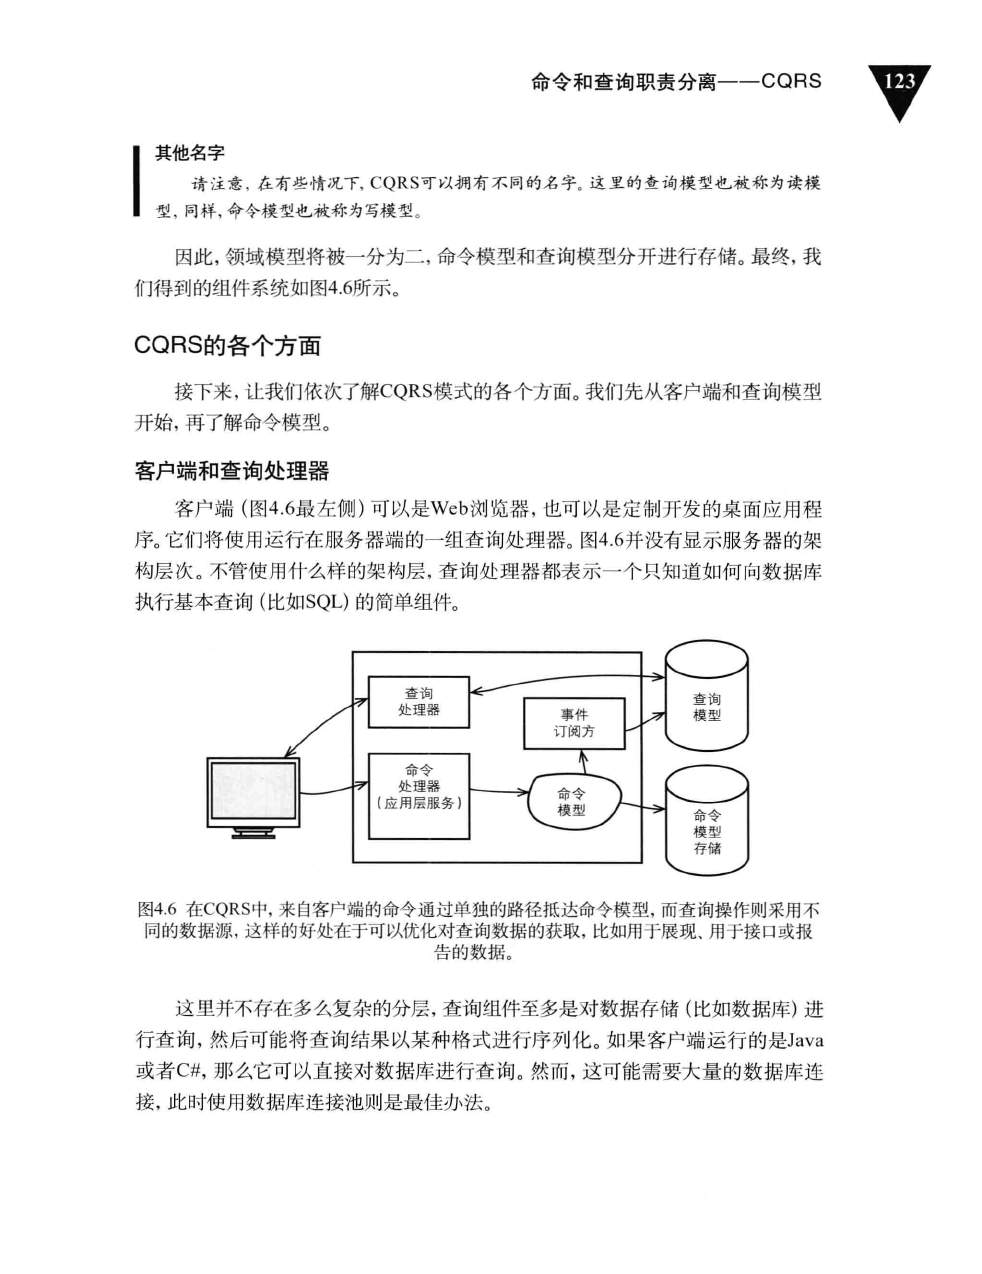 命令和查询职责分离——CQRS
123
其他名字
请注意，在有些情况下，CQRS可以拥有不同的名字。这里的查询模型也被称为读模
型，同样，命令模型也被称为写模型。
因此，领域模型将被一分为二，命令模型和查询模型分开进行存储。最终，我
们得到的组件系统如图4.6所示。
CQRS的各个方面
接下来，让我们依次了解CQRS模式的各个方面。我们先从客户端和查询模型
开始，再了解命令模型。
客户端和查询处理器
客户端（图4.6最左侧）可以是Web浏览器，也可以是定制开发的桌面应用程
序。它们将使用运行在服务器端的一组查询处理器。图4.6并没有显示服务器的架
构层次。不管使用什么样的架构层，查询处理器都表示一个只知道如何向数据库
执行基本查询（比如SQL）的简单组件。
查询
处理器
事件
订阅方
查询
模型
命令
处理器
（应用层服务）
命令
模型
命令
模型
存储
图4.6 在CQRS中，来自客户端的命令通过单独的路径抵达命令模型，而查询操作则采用不
同的数据源，这样的好处在于可以优化对查询数据的获取，比如用于展现、用于接口或报
告的数据。
这里并不存在多么复杂的分层，查询组件至多是对数据存储（比如数据库）进
行查询，然后可能将查询结果以某种格式进行序列化。如果客户端运行的是Java
或者C#，那么它可以直接对数据库进行查询。然而，这可能需要大量的数据库连
接，此时使用数据库连接池则是最佳办法。